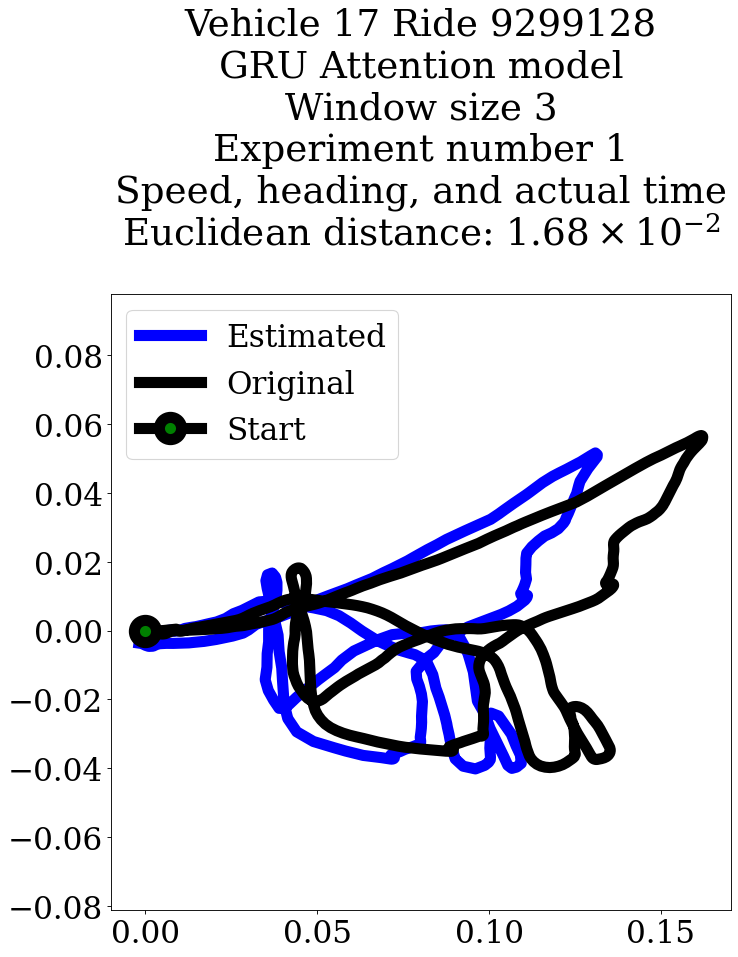 Vehicle 17 Ride 9299128
GRU Attention model
Window size 3
Experiment number 1
Speed, heading, and actual time
Euclidean distance: 1.68 × 10⁻²
Estimated
Original
Start
0.08
0.06
0.04
0.02
0.00
−0.02
−0.04
−0.06
−0.08
0.00 0.05 0.10 0.15